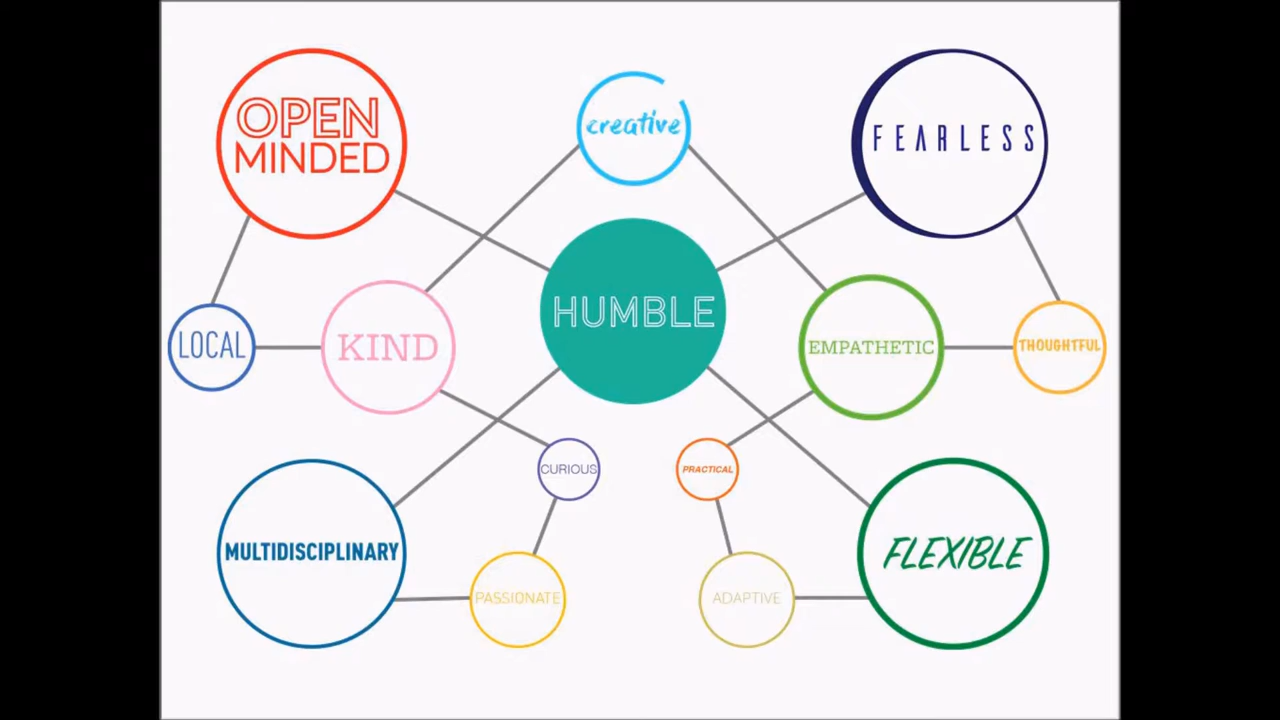 OPEN
MINDED
creative
FEARLESS
HUMBLE
LOCAL
KIND
EMPATHETIC
THOUGHTFUL
CURIOUS
PRACTICAL
MULTIDISCIPLINARY
FLEXIBLE
PASSIONATE
ADAPTIVE